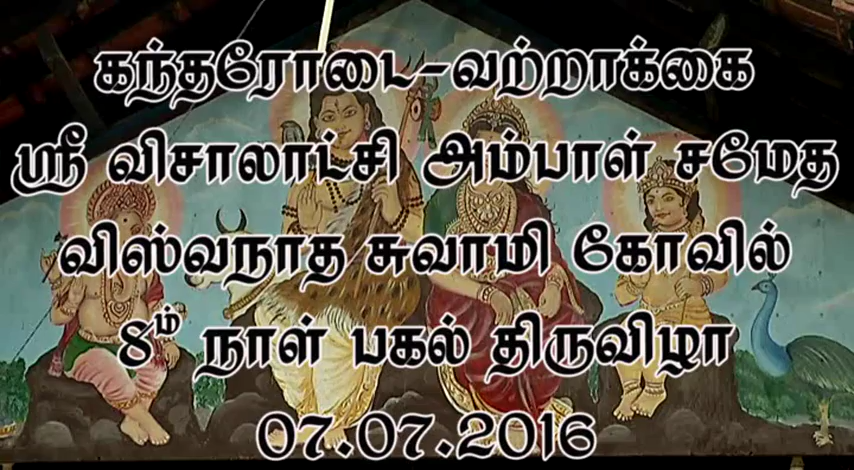 கந்தரோடை-வற்றாக்கை
ஸ்ரீ விசாலாட்சி அம்பாள் சமேத
விஸ்வநாத சுவாமி கோவில்
8ம் நாள் பகல் திருவிழா
07.07.2016